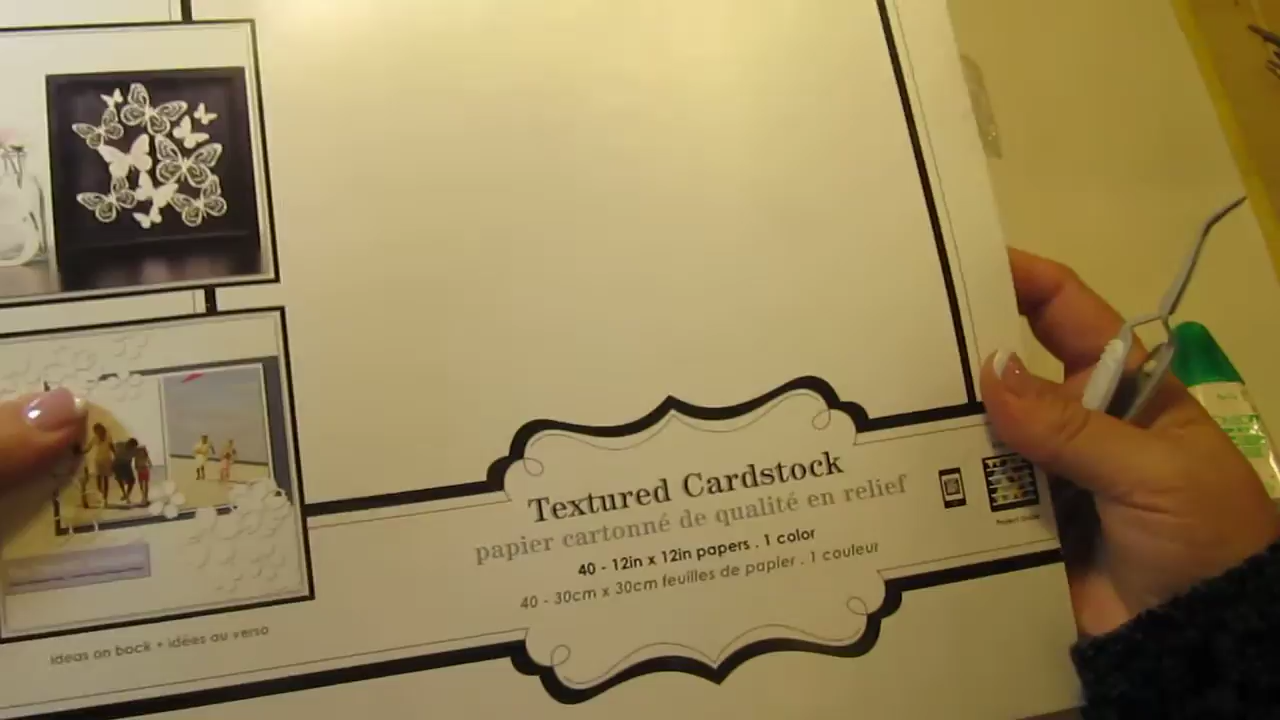 Textured Cardstock
papier cartonné de qualité en relief
40 - 12in x 12in papers . 1 color
40 - 30cm x 30cm feuilles de papier . 1 couleur
Ideas on back • idées au verso